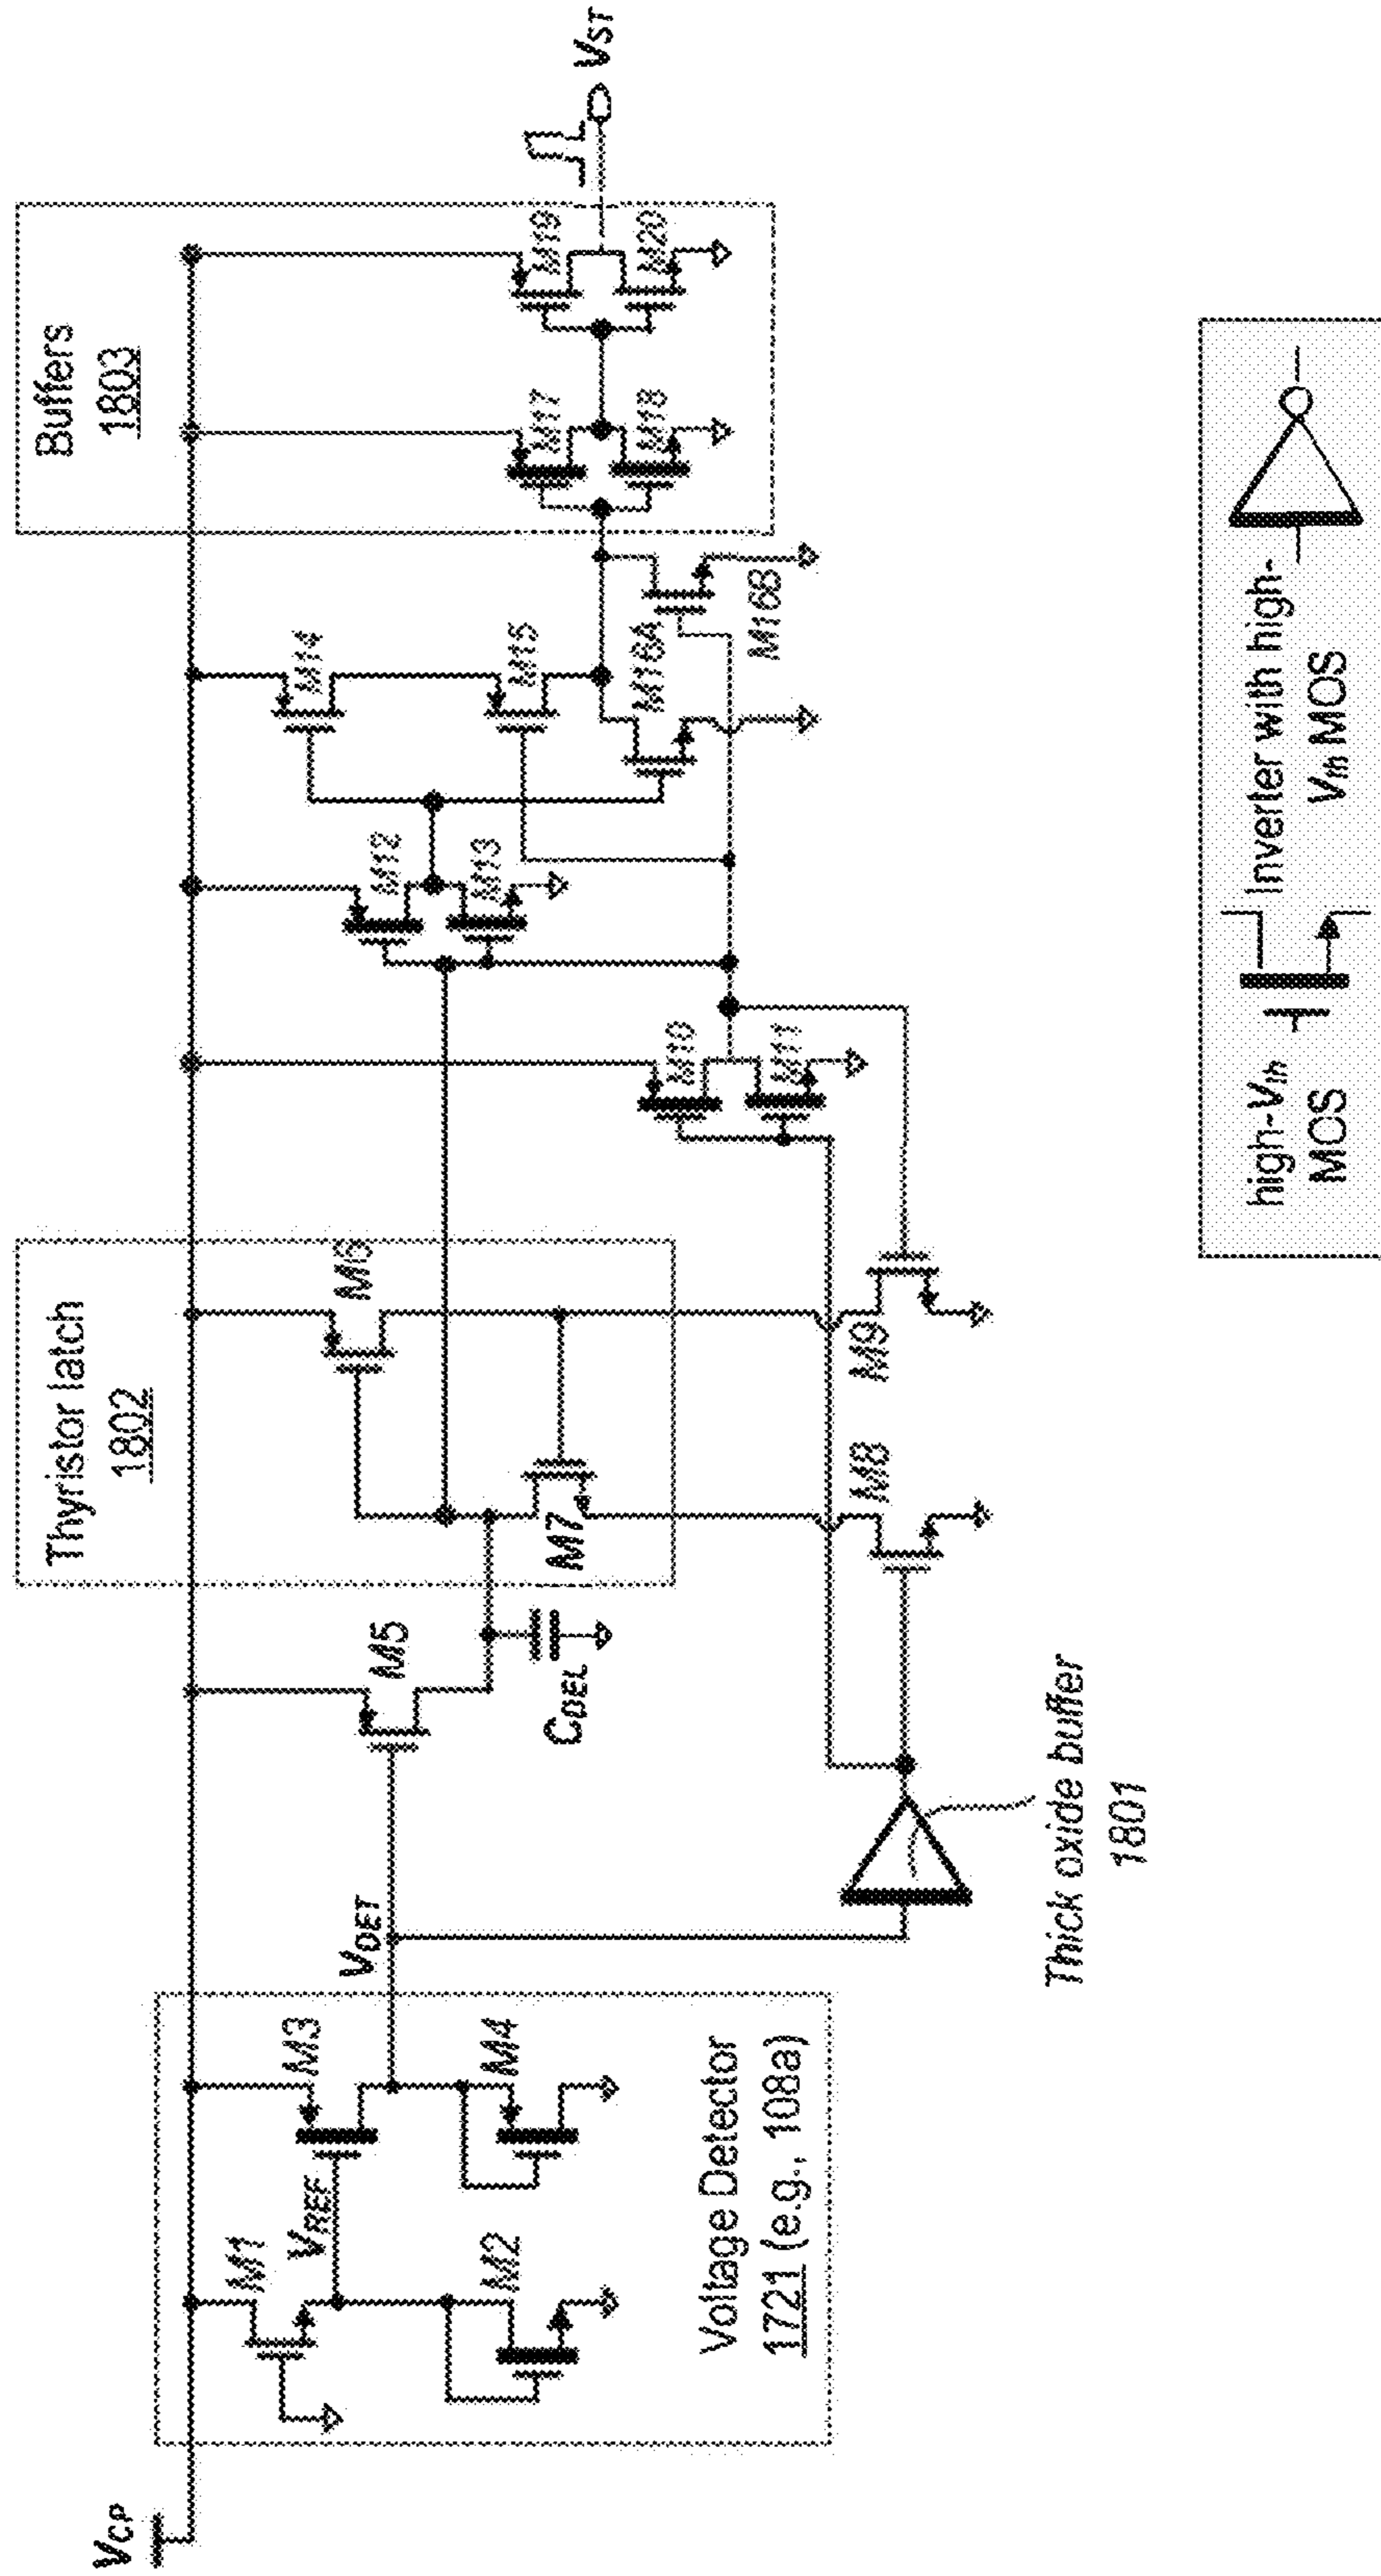 VCP
Voltage Detector
1721 (e.g., 108a)
M1
VREF
M2
M3
M4
VDET
Thick oxide buffer
1801
M5
CDEL
Thyristor latch
1802
M6
M7
M8
M9
M10
M11
M12
M13
M14
M15
M16A
M16B
Buffers
1803
M17
M18
M19
M20
VST
high-Vth
MOS
Inverter with high-
Vth MOS